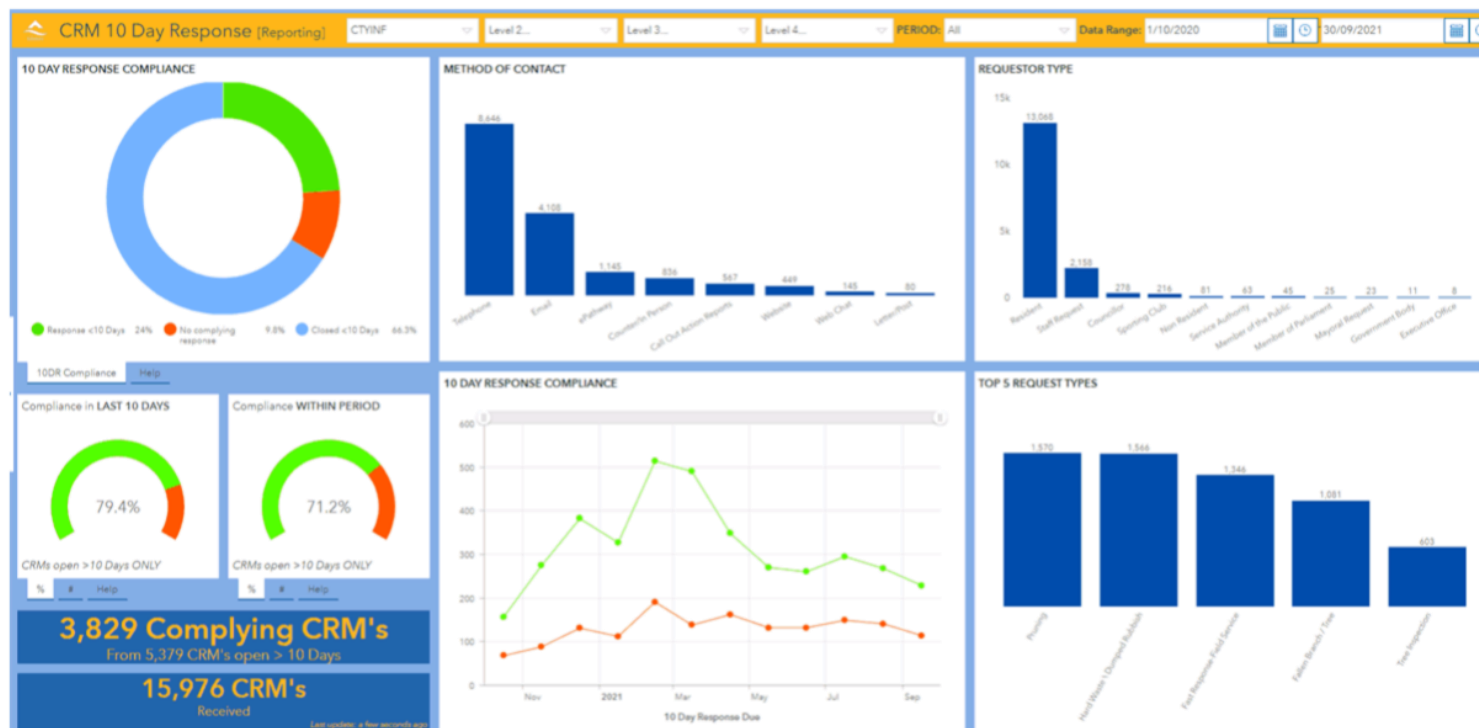 CRM 10 Day Response [Reporting]
CTYINF
Level 2...
Level 3...
Level 4...
PERIOD: All
Data Range: 1/10/2020
30/09/2021
10 DAY RESPONSE COMPLIANCE
Response <10 Days 24%
No complying
response
9.8%
Closed <10 Days 66.3%
10DR Compliance
Help
METHOD OF CONTACT
8,646
4,108
1,145
836
567
449
145
80
Telephone
Email
ePathway
Counter/In Person
Call Out Action Reports
Website
Web Chat
Letter/Post
REQUESTOR TYPE
15k
10k
5k
0
13,068
2,158
278
216
81
63
45
25
23
11
8
Resident
Staff Request
Councillor
Sporting Club
Non Resident
Service Authority
Member of the Public
Member of Parliament
Mayoral Request
Government Body
Executive Office
Compliance in LAST 10 DAYS
79.4%
CRMs open >10 Days ONLY
% # Help
Compliance WITHIN PERIOD
71.2%
CRMs open >10 Days ONLY
% # Help
3,829 Complying CRM's
From 5,379 CRM's open > 10 Days
15,976 CRM's
Received
Last update: a few seconds ago
10 DAY RESPONSE COMPLIANCE
600
500
400
300
200
100
0
Nov
2021
Mar
May
Jul
Sep
10 Day Response Due
TOP 5 REQUEST TYPES
1,570
1,566
1,346
1,081
603
Pruning
Hard Waste \ Dumped Rubbish
Fast Response Field Service
Fallen Branch / Tree
Tree Inspection